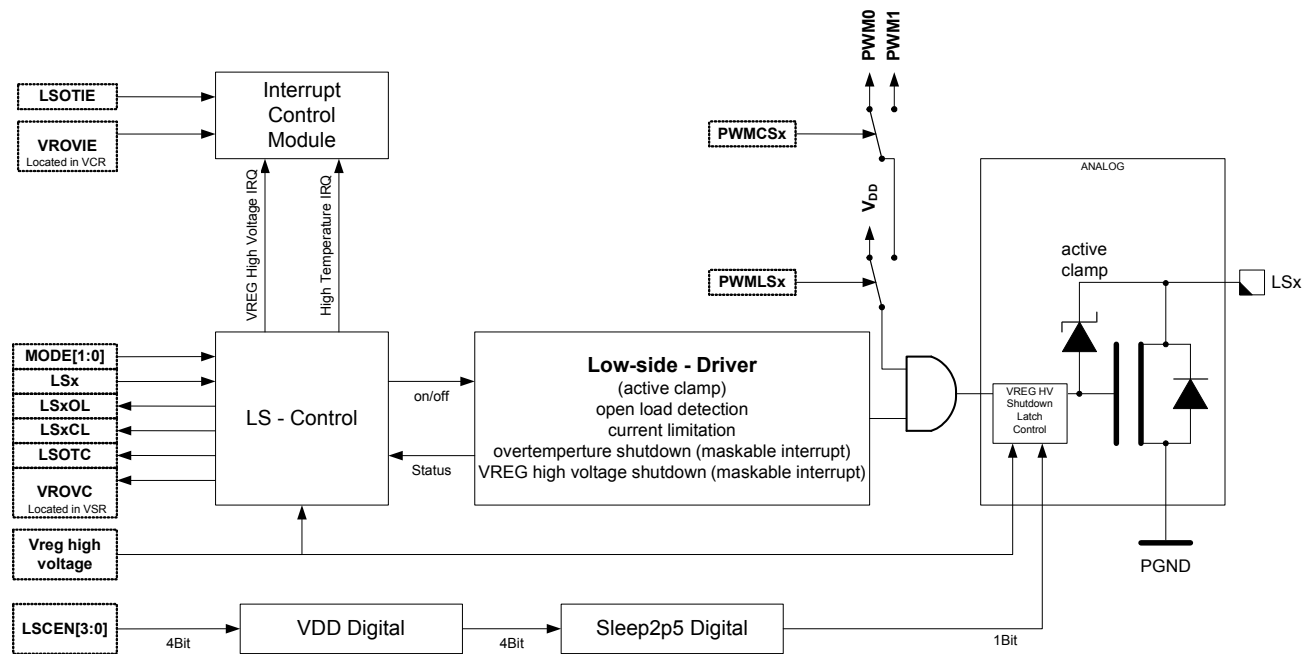 PWM0
PWM1
LSOTIE
VROVIE
Located in VCR
Interrupt
Control
Module
PWMCSx
VREG High Voltage IRQ
High Temperature IRQ
VDD
PWMLSx
ANALOG
active
clamp
LSx
MODE[1:0]
LSx
LSxOL
LSxCL
LSOTC
VROVC
Located in VSR
Vreg high
voltage
LS - Control
on/off
Status
Low-side - Driver
(active clamp)
open load detection
current limitation
overtemperture shutdown (maskable interrupt)
VREG high voltage shutdown (maskable interrupt)
VREG HV
Shutdown
Latch
Control
PGND
LSCEN[3:0]
4Bit
VDD Digital
4Bit
Sleep2p5 Digital
1Bit